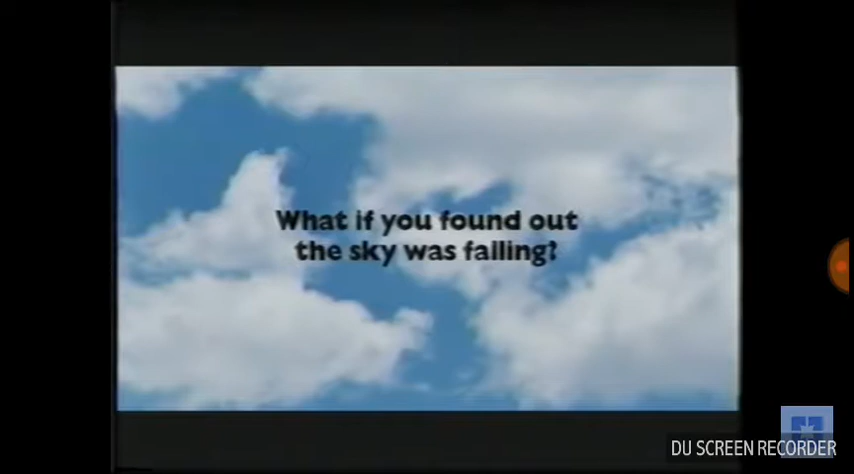 What if you found out
the sky was falling?
DU SCREEN RECORDER